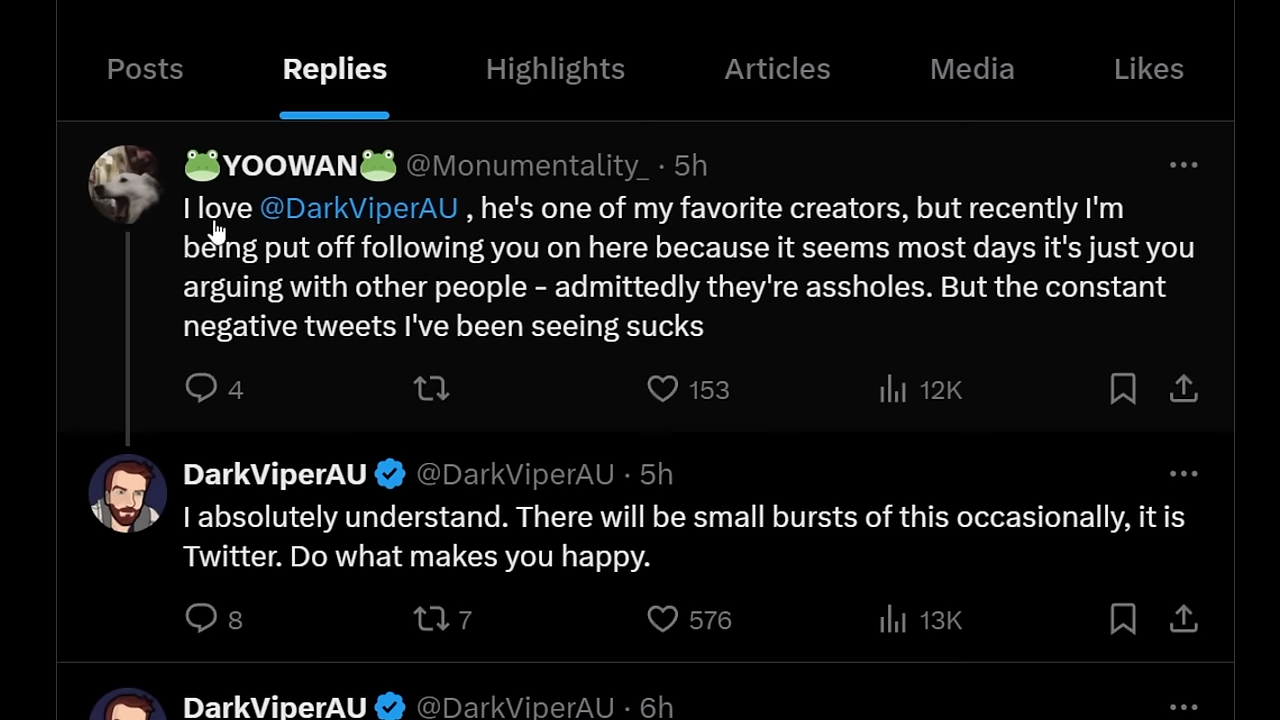 Posts Replies Highlights Articles Media Likes
🐸YOOWAN🐸 @Monumentality_ · 5h
I love @DarkViperAU , he's one of my favorite creators, but recently I'm
being put off following you on here because it seems most days it's just you
arguing with other people - admittedly they're assholes. But the constant
negative tweets I've been seeing sucks
4 153 12K
DarkViperAU @DarkViperAU · 5h
I absolutely understand. There will be small bursts of this occasionally, it is
Twitter. Do what makes you happy.
8 7 576 13K
DarkViperAU @DarkViperAU · 6h